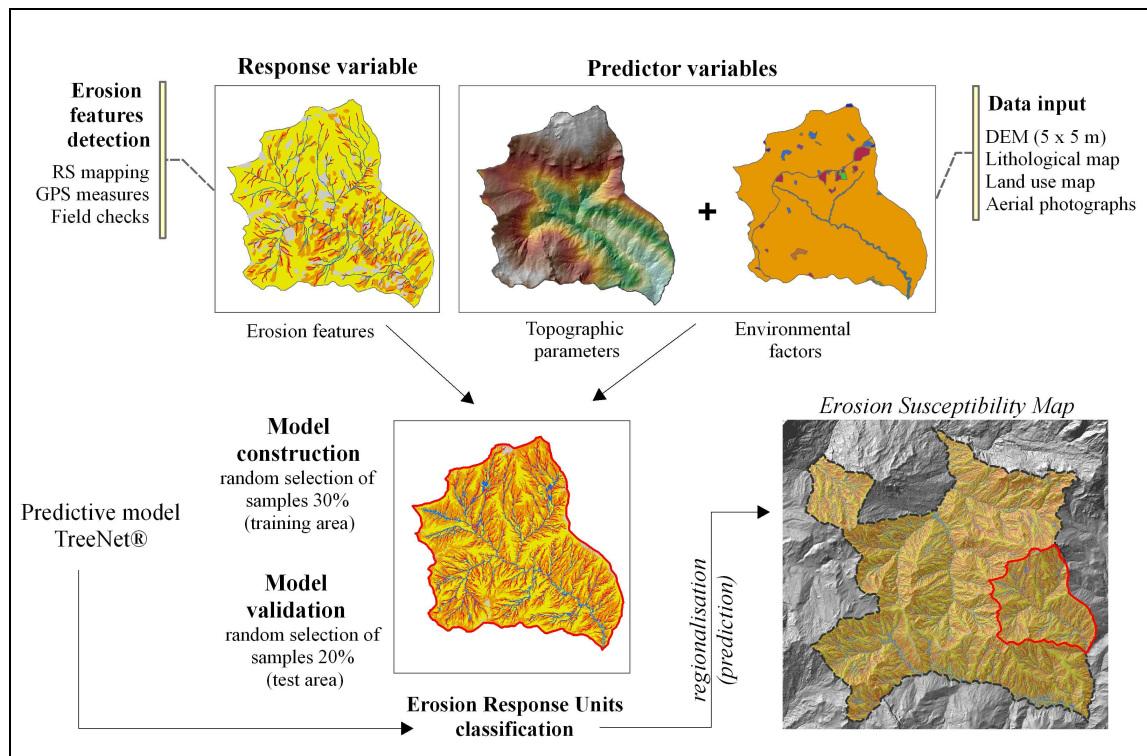 Response variable
Predictor variables
Erosion
features
detection
RS mapping
GPS measures
Field checks
Data input
DEM (5 x 5 m)
Lithological map
Land use map
Aerial photographs
+
Erosion features
Topographic
parameters
Environmental
factors
Model
construction
random selection of
samples 30%
(training area)
Predictive model
TreeNet®
Model
validation
random selection of
samples 20%
(test area)
Erosion Response Units
classification
regionalisation
(prediction)
Erosion Susceptibility Map